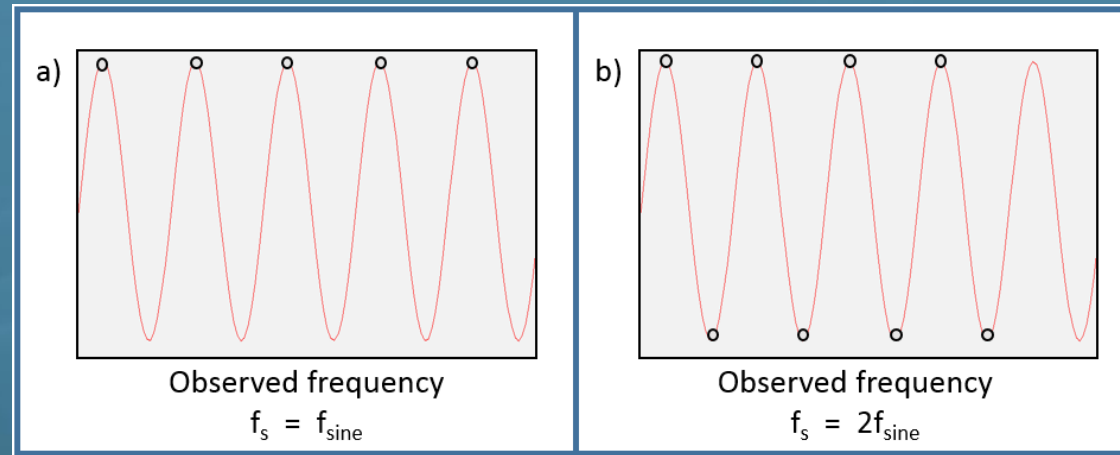 a)
Observed frequency
fₛ = fₛᵢₙₑ
b)
Observed frequency
fₛ = 2fₛᵢₙₑ